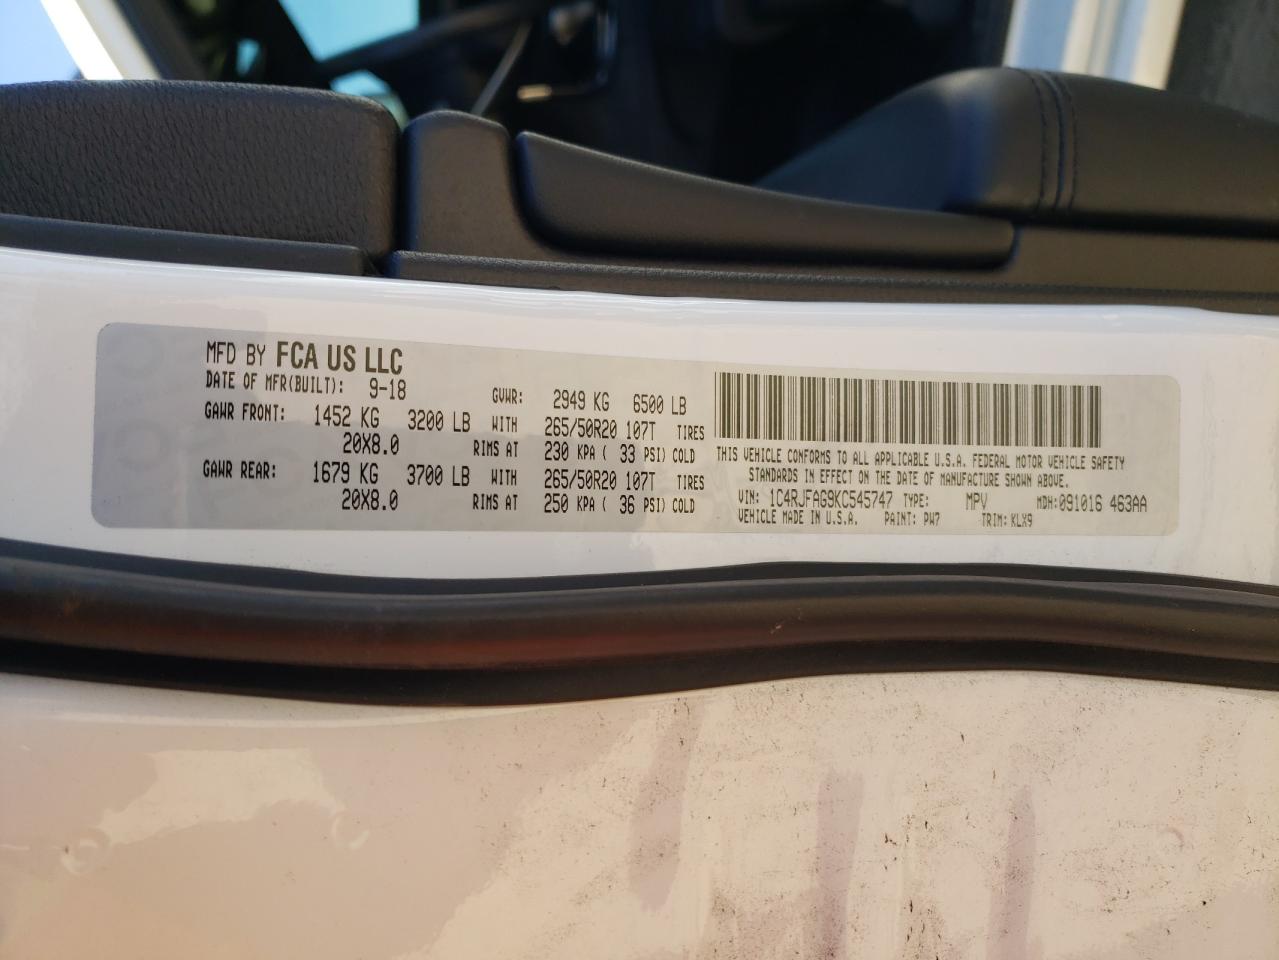 MFD BY FCA US LLC
DATE OF MFR(BUILT): 9-18 GVWR: 2949 KG 6500 LB
GAWR FRONT: 1452 KG 3200 LB WITH 265/50R20 107T TIRES
20X8.0 RIMS AT 230 KPA ( 33 PSI) COLD
GAWR REAR: 1679 KG 3700 LB WITH 265/50R20 107T TIRES
20X8.0 RIMS AT 250 KPA ( 36 PSI) COLD
THIS VEHICLE CONFORMS TO ALL APPLICABLE U.S.A. FEDERAL MOTOR VEHICLE SAFETY
STANDARDS IN EFFECT ON THE DATE OF MANUFACTURE SHOWN ABOVE.
VIN: 1C4RJFAG9KC545747 TYPE: MPV MDH:091016 463AA
VEHICLE MADE IN U.S.A. PAINT: PW7 TRIM: KLX9